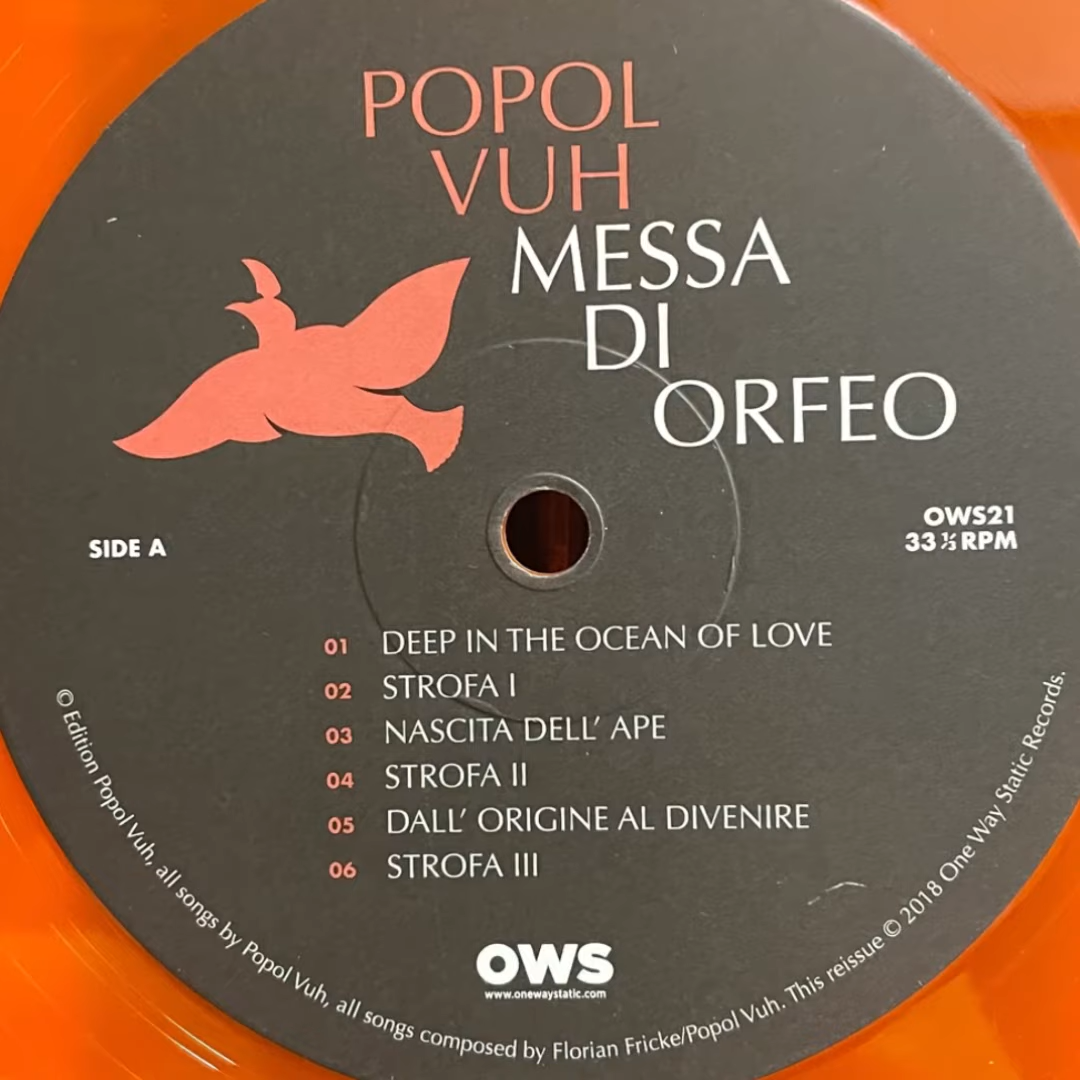 POPOL
VUH
MESSA
DI
ORFEO
SIDE A
OWS21
33 ⅓ RPM
01 DEEP IN THE OCEAN OF LOVE
02 STROFA I
03 NASCITA DELL' APE
04 STROFA II
05 DALL' ORIGINE AL DIVENIRE
06 STROFA III
OWS
www.onewaystatic.com
© Edition Popol Vuh, all songs by Popol Vuh, all songs composed by Florian Fricke/Popol Vuh. This reissue © 2018 One Way Static Records.